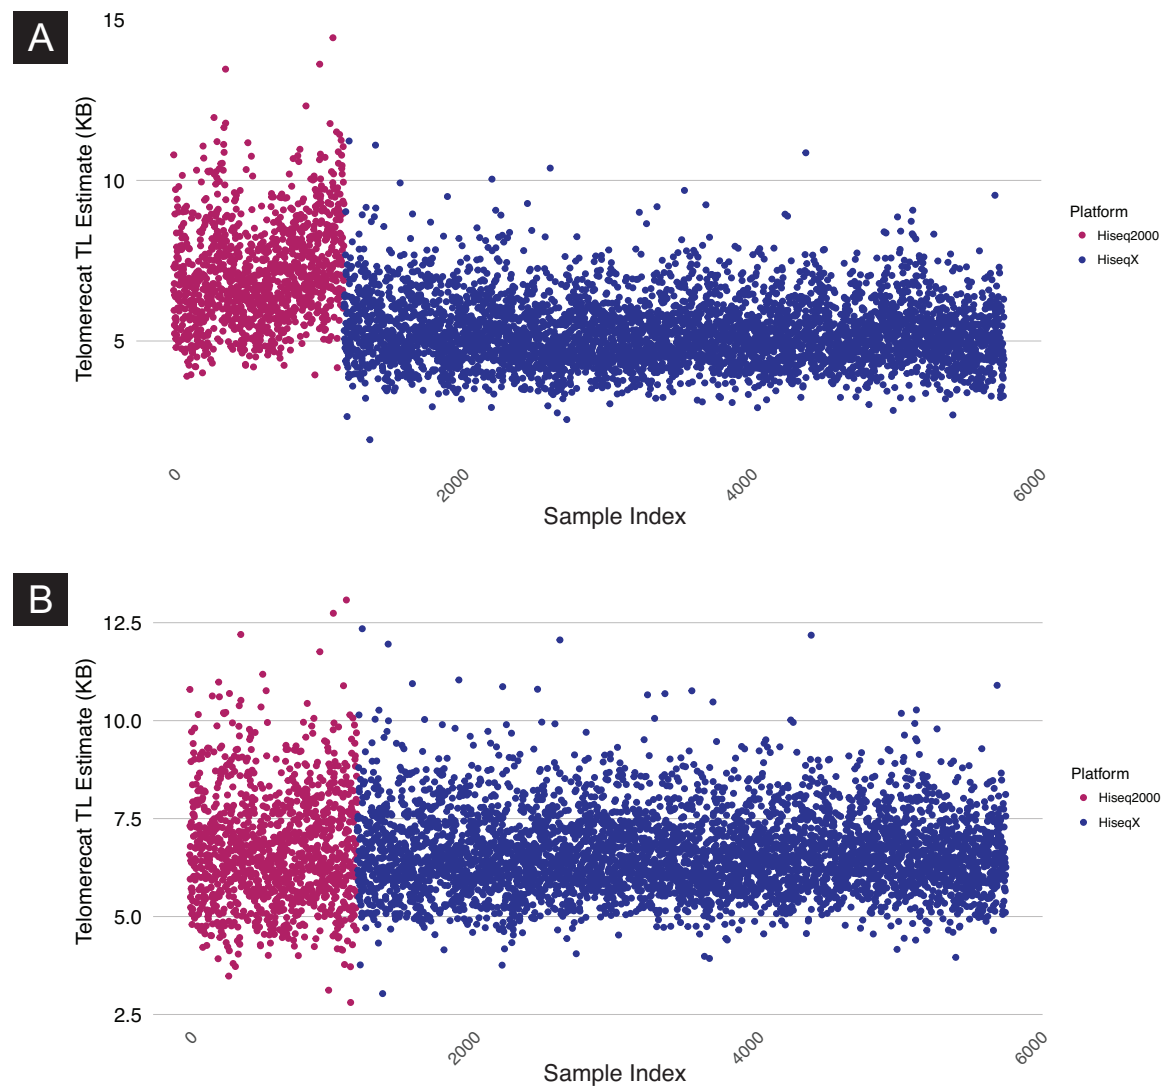 A
Telomerecat TL Estimate (KB)
15
10
5
0
2000
4000
6000
Sample Index
Platform
Hiseq2000
HiseqX
B
Telomerecat TL Estimate (KB)
12.5
10.0
7.5
5.0
2.5
0
2000
4000
6000
Sample Index
Platform
Hiseq2000
HiseqX